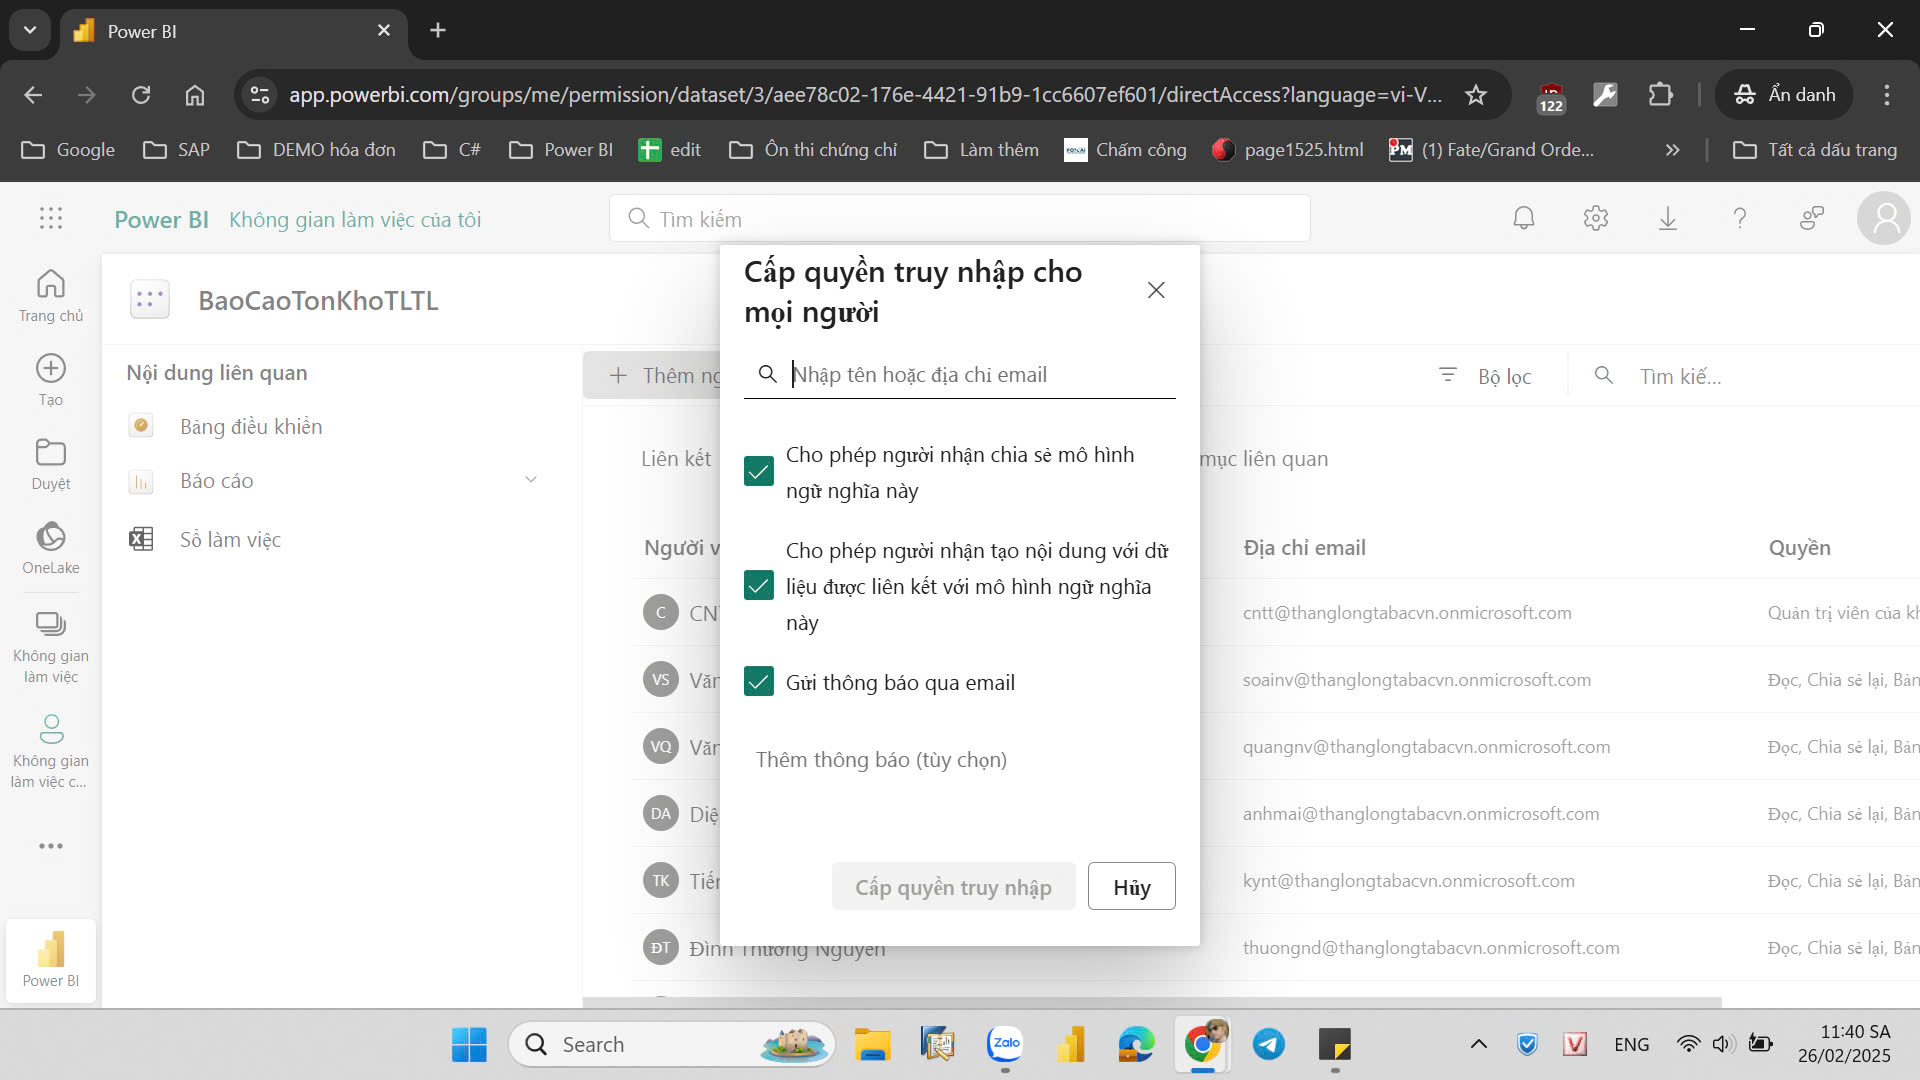 Power BI
app.powerbi.com/groups/me/permission/dataset/3/aee78c02-176e-4421-91b9-1cc6607ef601/directAccess?language=vi-V...
122
Ẩn danh
Google
SAP
DEMO hóa đơn
C#
Power BI
edit
Ôn thi chứng chỉ
Làm thêm
Chấm công
page1525.html
(1) Fate/Grand Orde...
Tất cả dấu trang
Power BI
Không gian làm việc của tôi
Tìm kiếm
Trang chủ
Tạo
Duyệt
OneLake
Không gian
làm việc
Không gian
làm việc c...
Power BI
BaoCaoTonKhoTLTL
Nội dung liên quan
Bảng điều khiển
Báo cáo
Sổ làm việc
Thêm ng
Bộ lọc
Tìm kiế...
Liên kết
mục liên quan
Người v
Địa chỉ email
Quyền
C
CN
cntt@thanglongtabacvn.onmicrosoft.com
Quản trị viên của kh
VS
Văn
soainv@thanglongtabacvn.onmicrosoft.com
Đọc, Chia sẻ lại, Bản
VQ
Văn
quangnv@thanglongtabacvn.onmicrosoft.com
Đọc, Chia sẻ lại, Bản
DA
Diệ
anhmai@thanglongtabacvn.onmicrosoft.com
Đọc, Chia sẻ lại, Bản
TK
Tiến
kynt@thanglongtabacvn.onmicrosoft.com
Đọc, Chia sẻ lại, Bản
ĐT
Đình Thưởng Nguyễn
thuongnd@thanglongtabacvn.onmicrosoft.com
Đọc, Chia sẻ lại, Bản
Cấp quyền truy nhập cho
mọi người
Nhập tên hoặc địa chỉ email
Cho phép người nhận chia sẻ mô hình
ngữ nghĩa này
Cho phép người nhận tạo nội dung với dữ
liệu được liên kết với mô hình ngữ nghĩa
này
Gửi thông báo qua email
Thêm thông báo (tùy chọn)
Cấp quyền truy nhập
Hủy
Search
Zalo
ENG
11:40 SA
26/02/2025